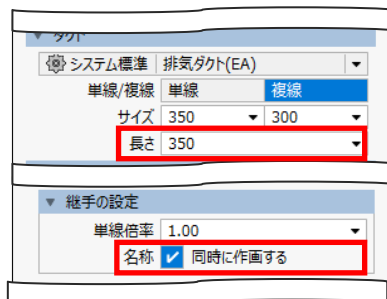 ダクト
システム標準 排気ダクト(EA)
単線/複線 単線 複線
サイズ 350 300
長さ 350
継手の設定
単線倍率 1.00
名称 同時に作画する